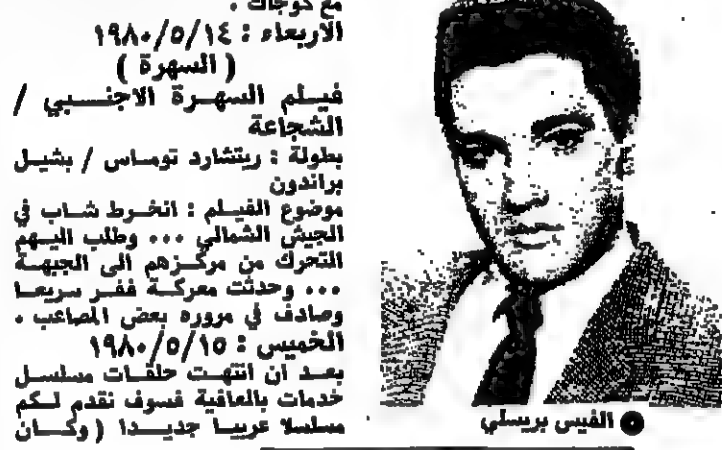 مع كوجاك .
الاربعاء : ١٩٨٠/٥/١٤
( السهرة )
فيلم السهرة الاجنبي /
الشجاعة
بطولة : ريتشارد توماس / بشيل
براندون
موضوع الفيلم : انخرط شاب في
الجيش الشمالي ... وطلب اليهم
التحرك من مركزهم الى الجبهة
... وحدثت معركة ففر سريعا
وصادف في مروره بعض المصاعب .
الخميس : ١٩٨٠/٥/١٥
بعد ان انتهت حلقات مسلسل
خدمات بالعافية فسوف نقدم لكم
مسلسلا عربيا جديدا ( وكان
الفيس بريسلي